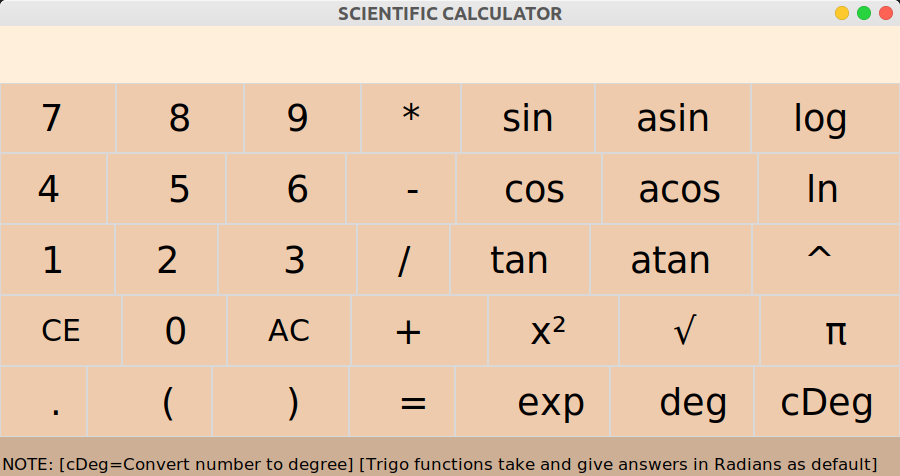 SCIENTIFIC CALCULATOR
7 8 9 * sin asin log
4 5 6 - cos acos ln
1 2 3 / tan atan ^
CE 0 AC + x² √ π
. ( ) = exp deg cDeg
NOTE: [cDeg=Convert number to degree] [Trigo functions take and give answers in Radians as default]